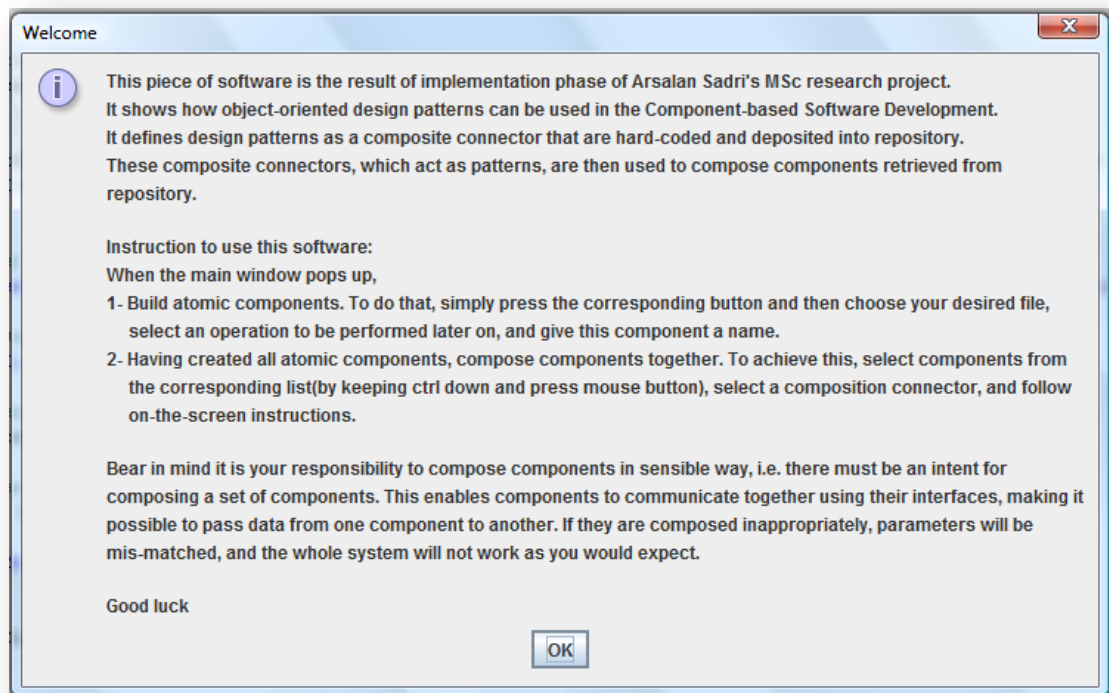 Welcome
This piece of software is the result of implementation phase of Arsalan Sadri's MSc research project.
It shows how object-oriented design patterns can be used in the Component-based Software Development.
It defines design patterns as a composite connector that are hard-coded and deposited into repository.
These composite connectors, which act as patterns, are then used to compose components retrieved from
repository.
Instruction to use this software:
When the main window pops up,
1- Build atomic components. To do that, simply press the corresponding button and then choose your desired file,
select an operation to be performed later on, and give this component a name.
2- Having created all atomic components, compose components together. To achieve this, select components from
the corresponding list(by keeping ctrl down and press mouse button), select a composition connector, and follow
on-the-screen instructions.
Bear in mind it is your responsibility to compose components in sensible way, i.e. there must be an intent for
composing a set of components. This enables components to communicate together using their interfaces, making it
possible to pass data from one component to another. If they are composed inappropriately, parameters will be
mis-matched, and the whole system will not work as you would expect.
Good luck
OK